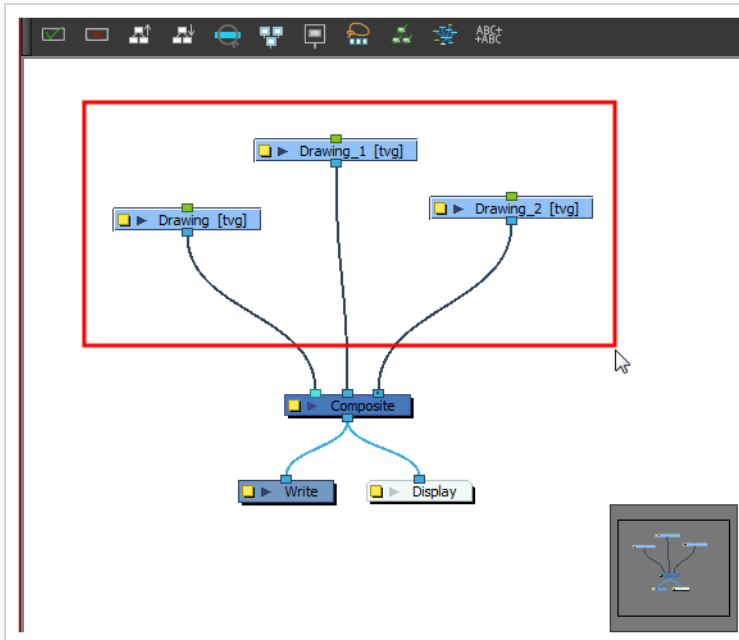 ABC+
+ABC
Drawing_1 [tvg]
Drawing_2 [tvg]
Drawing [tvg]
Composite
Write
Display